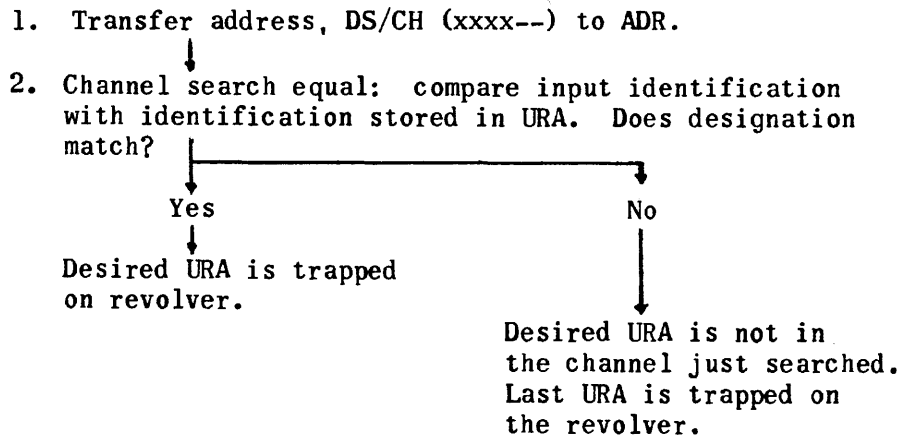 1. Transfer address, DS/CH (xxxx--) to ADR.
2. Channel search equal: compare input identification
with identification stored in URA. Does designation
match?
Yes
No
Desired URA is trapped
on revolver.
Desired URA is not in
the channel just searched.
Last URA is trapped on
the revolver.